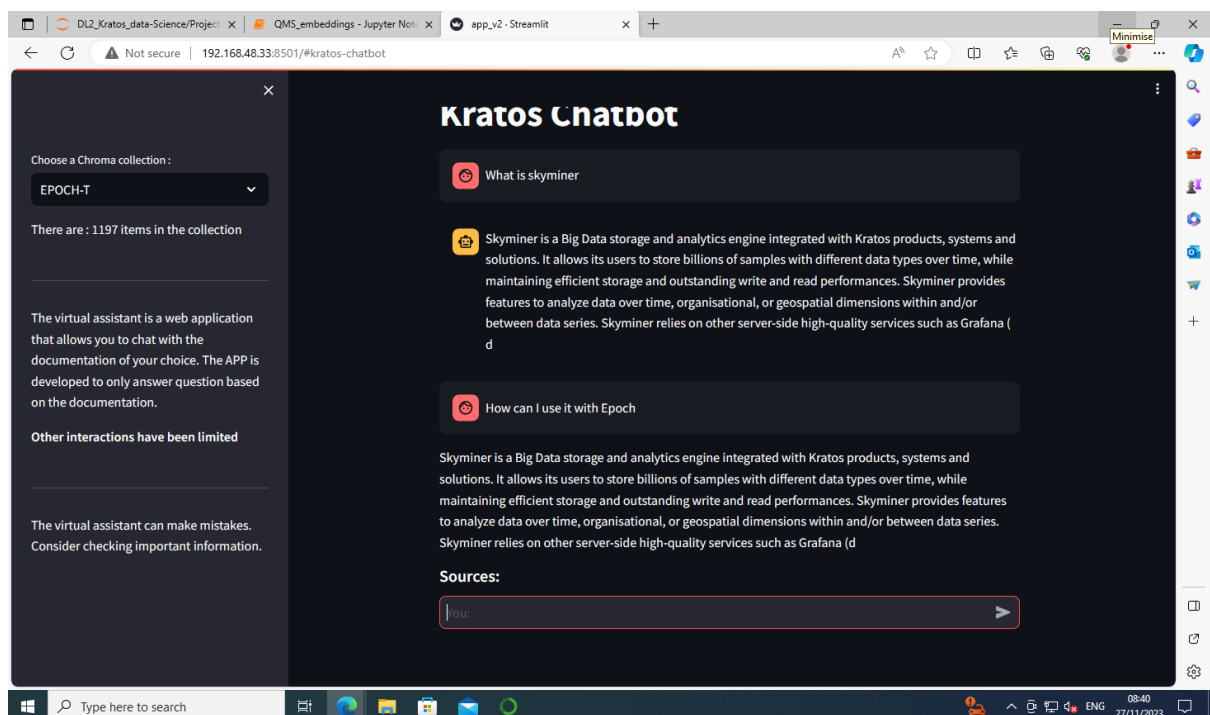 DL2_Kratos_data-Science/Project
QMS_embeddings - Jupyter Note
app_v2 · Streamlit
Minimise
Not secure
192.168.48.33:8501/#kratos-chatbot
Kratos Chatbot
Choose a Chroma collection :
EPOCH-T
There are : 1197 items in the collection
The virtual assistant is a web application
that allows you to chat with the
documentation of your choice. The APP is
developed to only answer question based
on the documentation.
Other interactions have been limited
The virtual assistant can make mistakes.
Consider checking important information.
What is skyminer
Skyminer is a Big Data storage and analytics engine integrated with Kratos products, systems and
solutions. It allows its users to store billions of samples with different data types over time, while
maintaining efficient storage and outstanding write and read performances. Skyminer provides
features to analyze data over time, organisational, or geospatial dimensions within and/or
between data series. Skyminer relies on other server-side high-quality services such as Grafana (
d
How can I use it with Epoch
Skyminer is a Big Data storage and analytics engine integrated with Kratos products, systems and
solutions. It allows its users to store billions of samples with different data types over time, while
maintaining efficient storage and outstanding write and read performances. Skyminer provides features
to analyze data over time, organisational, or geospatial dimensions within and/or between data series.
Skyminer relies on other server-side high-quality services such as Grafana (d
Sources:
You:
Type here to search
ENG
08:40
27/11/2023